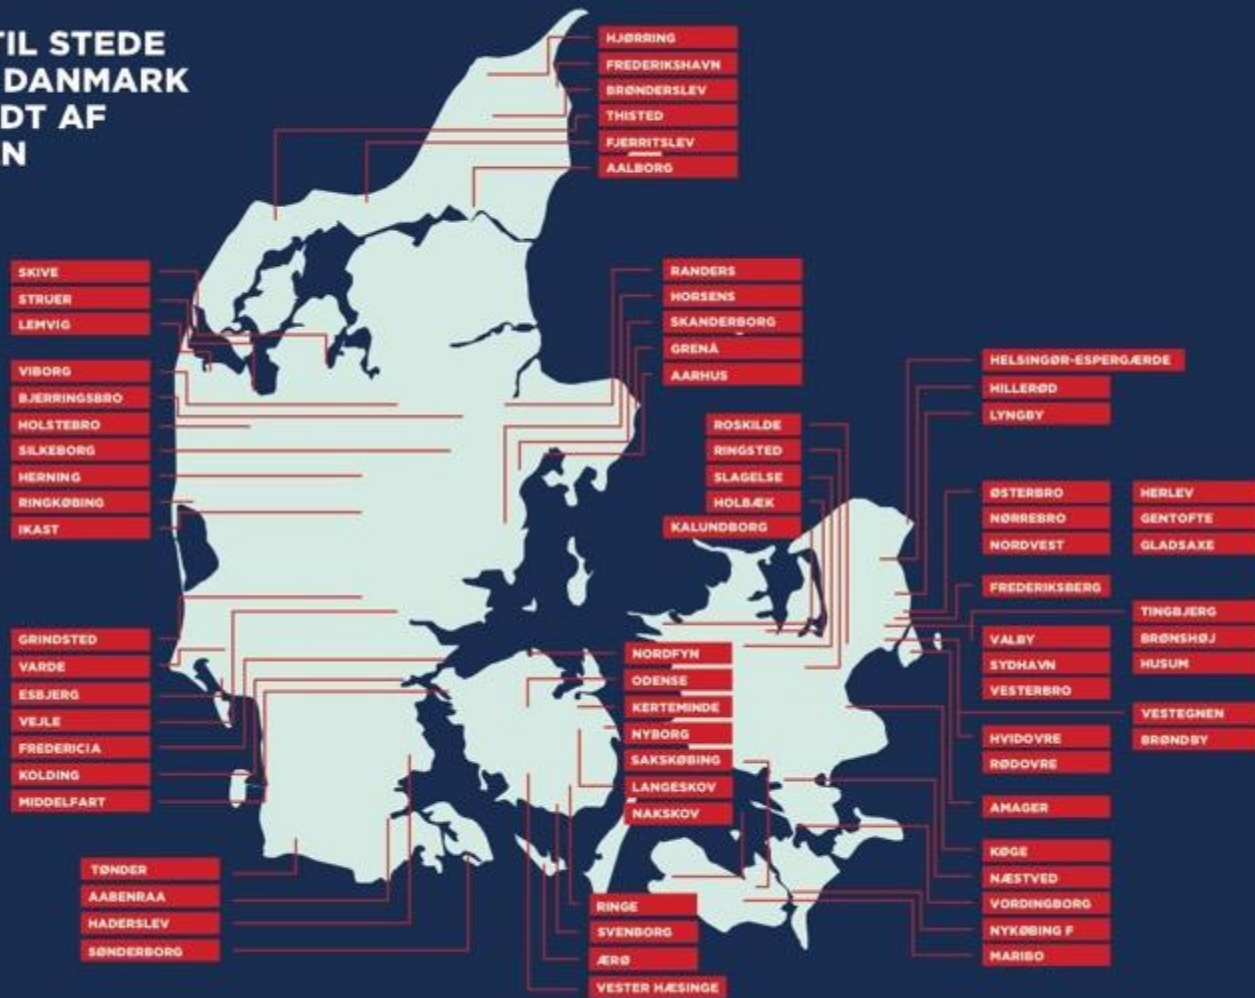 TIL STEDE
DANMARK
DT AF
N
HJØRRING
FREDERIKSHAVN
BRØNDERSLEV
THISTED
FJERRITSLEV
AALBORG
SKIVE
STRUER
LEMVIG
VIBORG
BJERRINGSBRO
HOLSTEBRO
SILKEBORG
HERNING
RINGKØBING
IKAST
RANDERS
HORSENS
SKANDERBORG
GRENÅ
AARHUS
ROSKILDE
RINGSTED
SLAGELSE
HOLBÆK
KALUNDBORG
HELSINGØR-ESPERGÆRDE
HILLERØD
LYNGBY
ØSTERBRO
NØRREBRO
NORDVEST
HERLEV
GENTOFTE
GLADSAXE
FREDERIKSBERG
TINGBJERG
BRØNSHØJ
HUSUM
VALBY
SYDHAVN
VESTERBRO
VESTEGNEN
BRØNDBY
HVIDOVRE
RØDOVRE
AMAGER
KØGE
NÆSTVED
VORDINGBORG
NYKØBING F
MARIBO
GRINDSTED
VARDE
ESBJERG
VEJLE
FREDERICIA
KOLDING
MIDDELFART
NORDFYN
ODENSE
KERTEMINDE
NYBORG
SAKSKØBING
LANGESKOV
NAKSKOV
TØNDER
AABENRAA
HADERSLEV
SØNDERBORG
RINGE
SVENBORG
ÆRØ
VESTER HÆSINGE